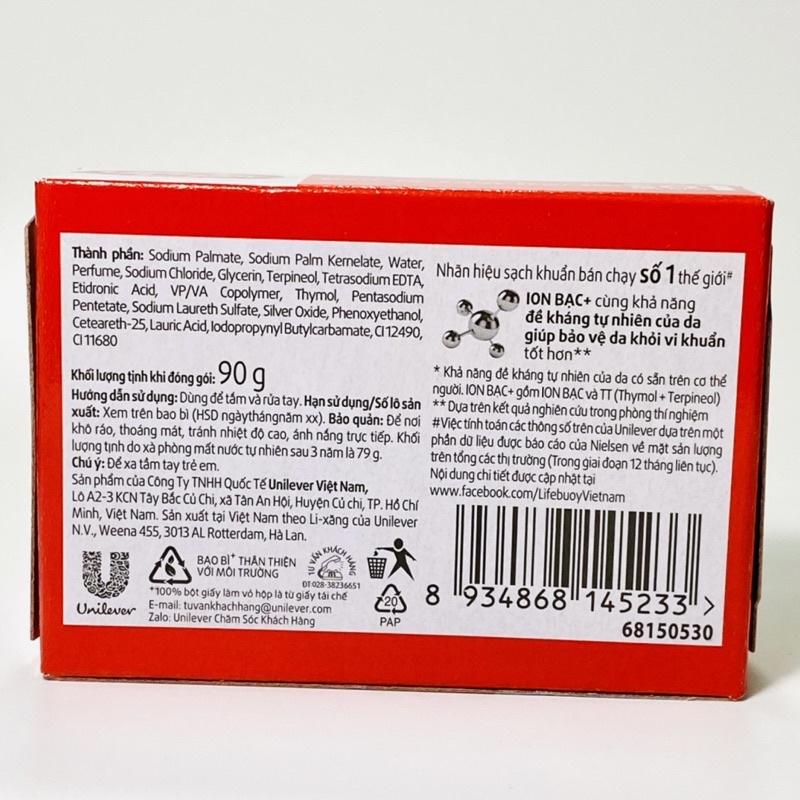 Thành phần: Sodium Palmate, Sodium Palm Kernelate, Water,
Perfume, Sodium Chloride, Glycerin, Terpineol, Tetrasodium EDTA,
Etidronic Acid, VP/VA Copolymer, Thymol, Pentasodium
Pentetate, Sodium Laureth Sulfate, Silver Oxide, Phenoxyethanol,
Ceteareth-25, Lauric Acid, Iodopropynyl Butylcarbamate, CI 12490,
CI 11680
Khối lượng tịnh khi đóng gói: 90 g
Hướng dẫn sử dụng: Dùng để tắm và rửa tay. Hạn sử dụng/Số lô sản
xuất: Xem trên bao bì (HSD ngàythángnăm xx). Bảo quản: Để nơi
khô ráo, thoáng mát, tránh nhiệt độ cao, ánh nắng trực tiếp. Khối
lượng tịnh do xà phòng mất nước tự nhiên sau 3 năm là 79 g.
Chú ý: Để xa tầm tay trẻ em.
Sản phẩm của Công Ty TNHH Quốc Tế Unilever Việt Nam,
Lô A2-3 KCN Tây Bắc Củ Chi, xã Tân An Hội, Huyện Củ chi, TP. Hồ Chí
Minh, Việt Nam. Sản xuất tại Việt Nam theo Li-xăng của Unilever
N.V., Weena 455, 3013 AL Rotterdam, Hà Lan.
Unilever
BAO BÌ⁺ THÂN THIỆN
VỚI MÔI TRƯỜNG
TƯ VẤN KHÁCH HÀNG
ĐT:028-38236651
⁺100% bột giấy làm vỏ hộp là từ giấy tái chế
E-mail: tuvankhachhang@unilever.com
Zalo: Unilever Chăm Sóc Khách Hàng
20
PAP
Nhãn hiệu sạch khuẩn bán chạy số 1 thế giới#
ION BẠC+ cùng khả năng
đề kháng tự nhiên của da
giúp bảo vệ da khỏi vi khuẩn
tốt hơn**
* Khả năng đề kháng tự nhiên của da có sẵn trên cơ thể
người. ION BẠC+ gồm ION BẠC và TT (Thymol + Terpineol)
** Dựa trên kết quả nghiên cứu trong phòng thí nghiệm
#Việc tính toán các thông số trên của Unilever dựa trên một
phần dữ liệu được báo cáo của Nielsen về mặt sản lượng
trên tổng các thị trường (Trong giai đoạn 12 tháng liên tục).
Nội dung chi tiết được cập nhật tại
www.facebook.com/LifebuoyVietnam
8 934868 145233 >
68150530